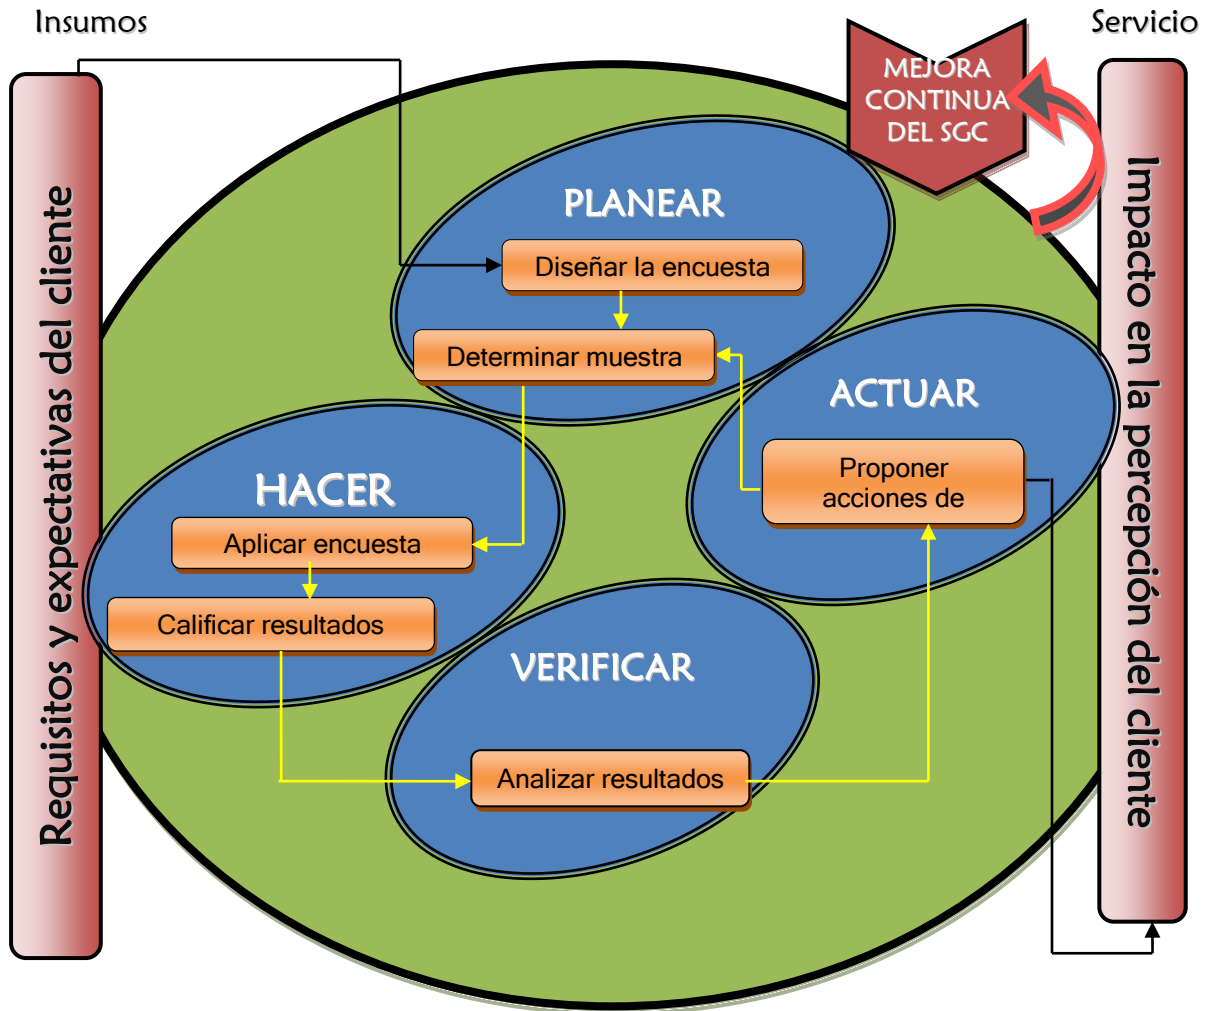 Insumos
Servicio
MEJORA
CONTINUA
DEL SGC
Requisitos y expectativas del cliente
Impacto en la percepción del cliente
PLANEAR
Diseñar la encuesta
Determinar muestra
ACTUAR
Proponer
acciones de
HACER
Aplicar encuesta
Calificar resultados
VERIFICAR
Analizar resultados